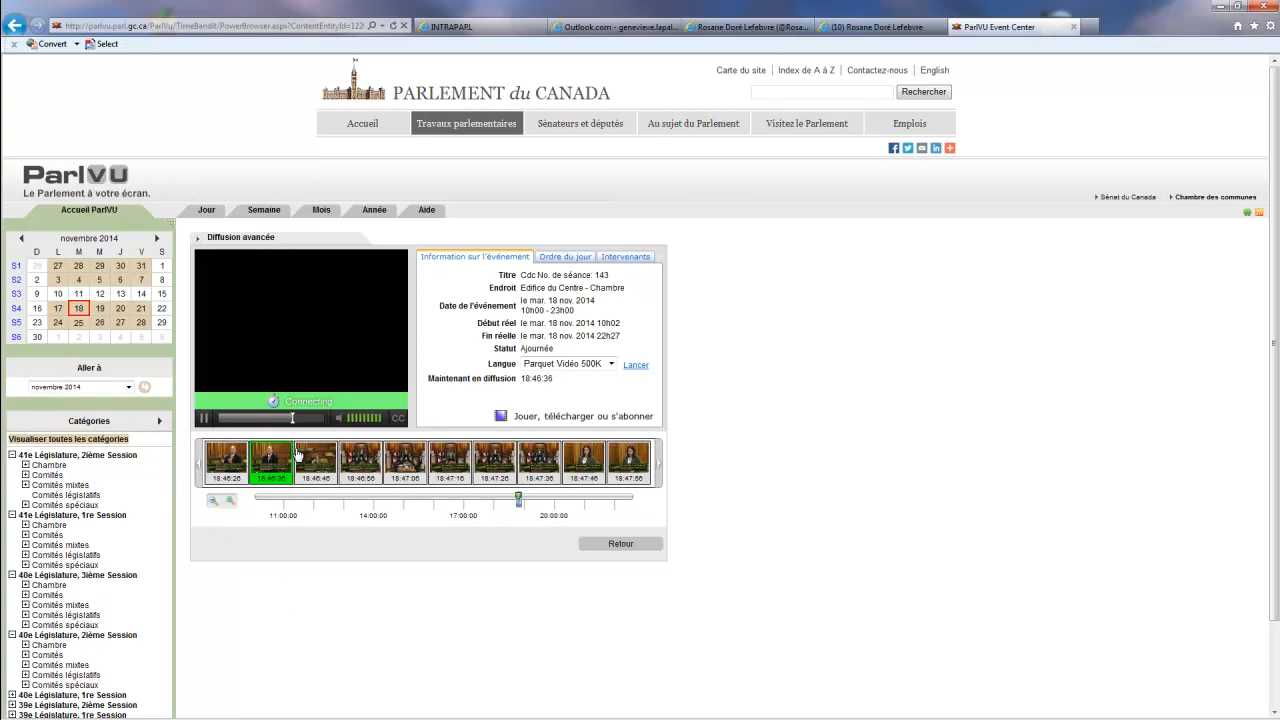 http://parlvu.parl.gc.ca/ParlVu/TimeBandit/PowerBrowser.aspx?ContentEntityId=122
INTRAPARL
Outlook.com - genevieve.lapal...
Rosane Doré Lefebvre (@Rosa...
(10) Rosane Doré Lefebvre
ParlVU Event Center
Convert
Select
PARLEMENT du CANADA
Carte du site
Index de A à Z
Contactez-nous
English
Rechercher
Accueil
Travaux parlementaires
Sénateurs et députés
Au sujet du Parlement
Visitez le Parlement
Emplois
ParlVU
Le Parlement à votre écran.
Sénat du Canada
Chambre des communes
Accueil ParlVU
Jour
Semaine
Mois
Année
Aide
novembre 2014
D L M M J V S
S1 26 27 28 29 30 31 1
S2 2 3 4 5 6 7 8
S3 9 10 11 12 13 14 15
S4 16 17 18 19 20 21 22
S5 23 24 25 26 27 28 29
S6 30 1 2 3 4 5 6
Aller à
novembre 2014
Catégories
Visualiser toutes les catégories
41e Législature, 2ième Session
Chambre
Comités
Comités mixtes
Comités législatifs
Comités spéciaux
41e Législature, 1re Session
Chambre
Comités
Comités mixtes
Comités législatifs
Comités spéciaux
40e Législature, 3ième Session
Chambre
Comités
Comités mixtes
Comités législatifs
Comités spéciaux
40e Législature, 2ième Session
Chambre
Comités
Comités mixtes
Comités législatifs
Comités spéciaux
40e Législature, 1re Session
39e Législature, 2ième Session
39e Législature, 1re Session
Diffusion avancée
Connecting
CC
Information sur l'événement
Ordre du jour
Intervenants
Titre Cdc No. de séance: 143
Endroit Edifice du Centre - Chambre
Date de l'événement le mar. 18 nov. 2014
10h00 - 23h00
Début réel le mar. 18 nov. 2014 10h02
Fin réelle le mar. 18 nov. 2014 22h27
Statut Ajournée
Langue Parquet Vidéo 500K Lancer
Maintenant en diffusion 18:46:36
Jouer, télécharger ou s'abonner
18:46:26 18:46:36 18:46:46 18:46:56 18:47:06 18:47:16 18:47:26 18:47:36 18:47:46 18:47:56
11:00:00 14:00:00 17:00:00 20:00:00
Retour